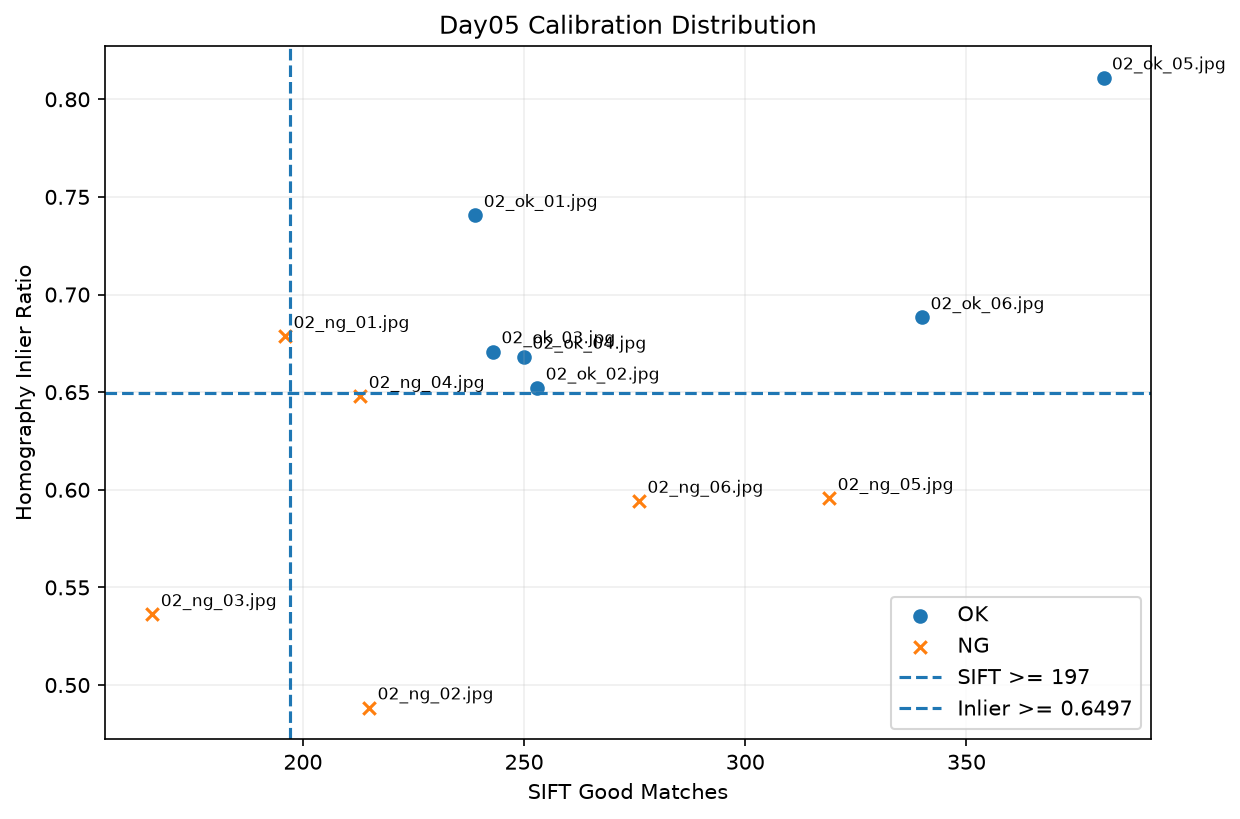 Day05 Calibration Distribution
02_ok_05.jpg
0.80
02_ok_01.jpg
0.75
02_ok_06.jpg
0.70
02_ng_01.jpg
02_ok_03.jpg
02_ok_04.jpg
02_ok_02.jpg
02_ng_04.jpg
0.65
02_ng_06.jpg
02_ng_05.jpg
0.60
02_ng_03.jpg
0.55
02_ng_02.jpg
0.50
Homography Inlier Ratio
OK
NG
SIFT >= 197
Inlier >= 0.6497
200
250
300
350
SIFT Good Matches